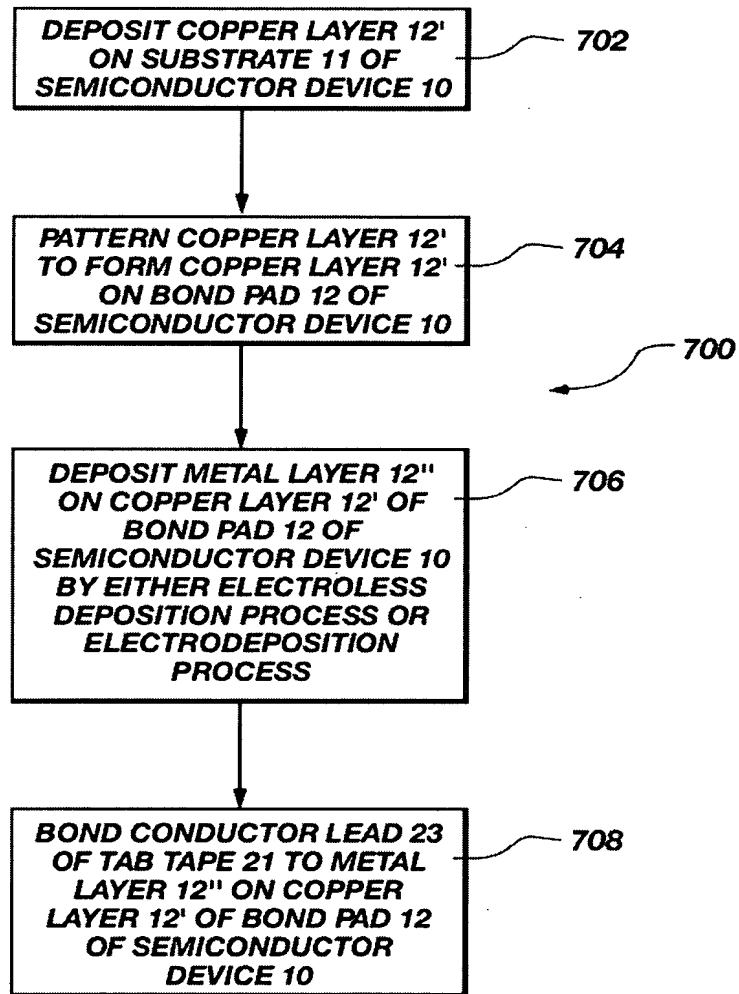 DEPOSIT COPPER LAYER 12'
ON SUBSTRATE 11 OF
SEMICONDUCTOR DEVICE 10
702
PATTERN COPPER LAYER 12'
TO FORM COPPER LAYER 12'
ON BOND PAD 12 OF
SEMICONDUCTOR DEVICE 10
704
700
DEPOSIT METAL LAYER 12"
ON COPPER LAYER 12' OF
BOND PAD 12 OF
SEMICONDUCTOR DEVICE 10
BY EITHER ELECTROLESS
DEPOSITION PROCESS OR
ELECTRODEPOSITION
PROCESS
706
BOND CONDUCTOR LEAD 23
OF TAB TAPE 21 TO METAL
LAYER 12" ON COPPER
LAYER 12' OF BOND PAD 12
OF SEMICONDUCTOR
DEVICE 10
708